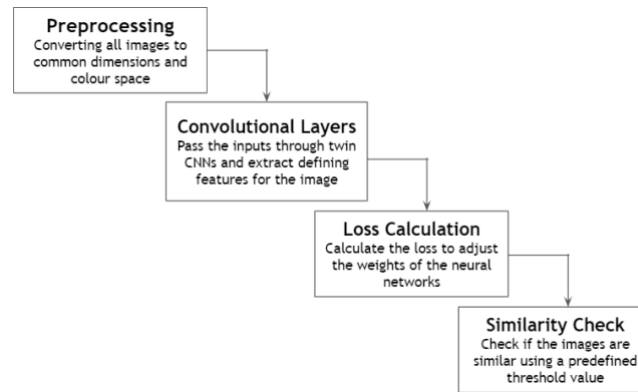 Preprocessing
Converting all images to
common dimensions and
colour space
Convolutional Layers
Pass the inputs through twin
CNNs and extract defining
features for the image
Loss Calculation
Calculate the loss to adjust
the weights of the neural
networks
Similarity Check
Check if the images are
similar using a predefined
threshold value